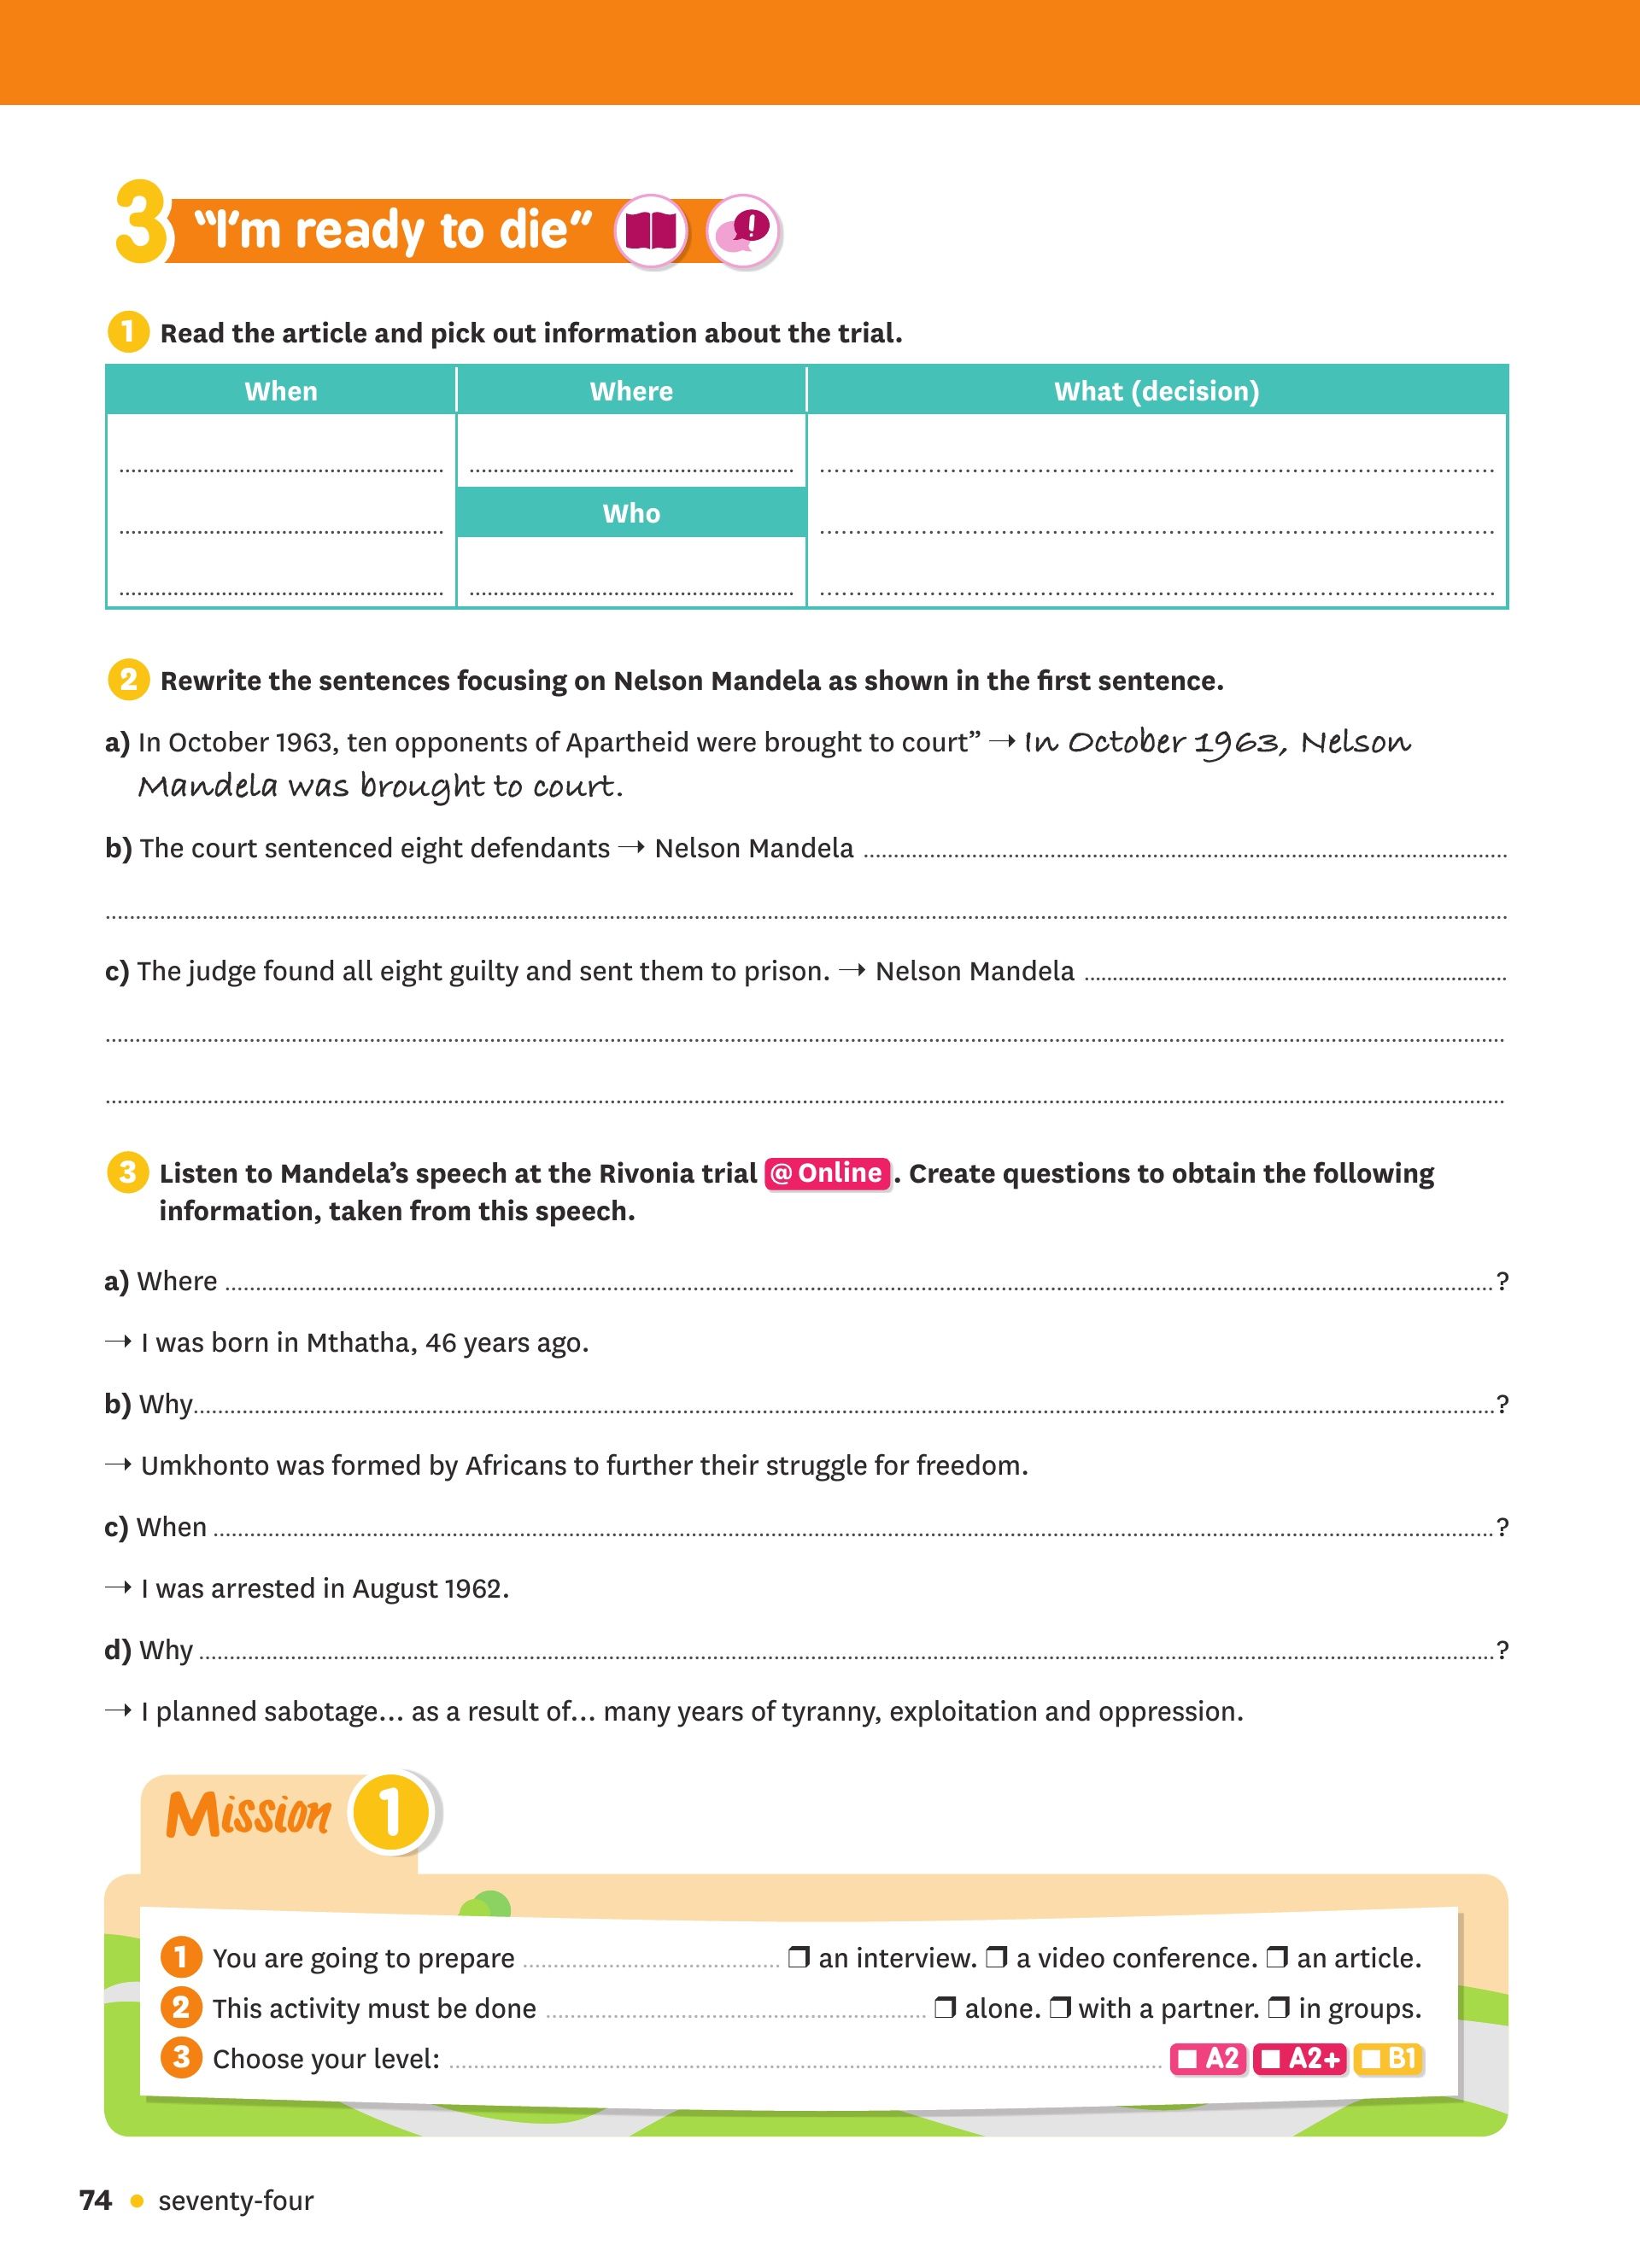 3 "I'm ready to die"
1 Read the article and pick out information about the trial.
When Where What (decision)
Who
2 Rewrite the sentences focusing on Nelson Mandela as shown in the first sentence.
a) In October 1963, ten opponents of Apartheid were brought to court” → In October 1963, Nelson
Mandela was brought to court.
b) The court sentenced eight defendants → Nelson Mandela
c) The judge found all eight guilty and sent them to prison. → Nelson Mandela
3 Listen to Mandela’s speech at the Rivonia trial @ Online . Create questions to obtain the following
information, taken from this speech.
a) Where ?
→ I was born in Mthatha, 46 years ago.
b) Why ?
→ Umkhonto was formed by Africans to further their struggle for freedom.
c) When ?
→ I was arrested in August 1962.
d) Why ?
→ I planned sabotage… as a result of… many years of tyranny, exploitation and oppression.
Mission 1
1 You are going to prepare ❒ an interview. ❒ a video conference. ❒ an article.
2 This activity must be done ❒ alone. ❒ with a partner. ❒ in groups.
3 Choose your level: A2 A2+ B1
74 • seventy-four